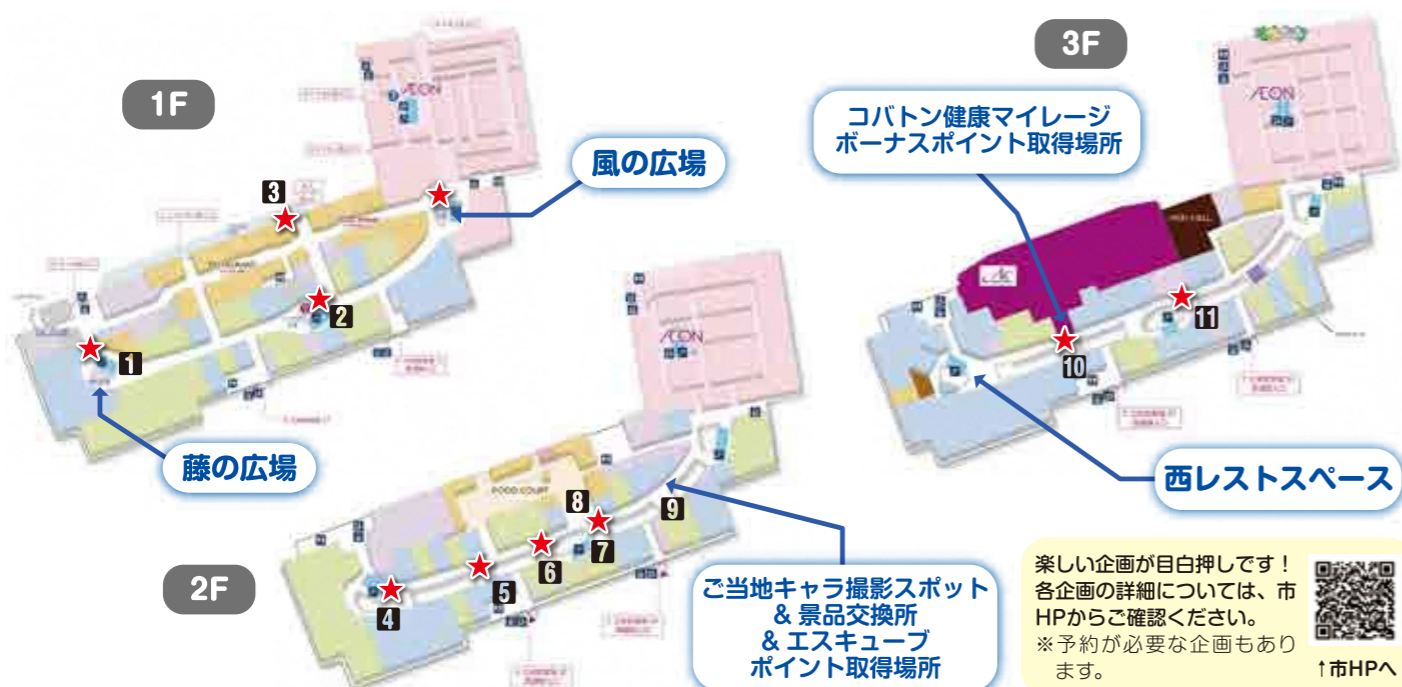 1F
ÆON
風の広場
3
2
1
藤の広場
2F
ÆON
FOOD COURT
8
9
7
6
5
4
ご当地キャラ撮影スポット
& 景品交換所
& エスキューブ
ポイント取得場所
3F
ÆON
コバトン健康マイレージ
ボーナスポイント取得場所
11
10
西レストスペース
楽しい企画が目白押しです！
各企画の詳細については、市
HPからご確認ください。
※予約が必要な企画もあり
ます。
↑市HPへ